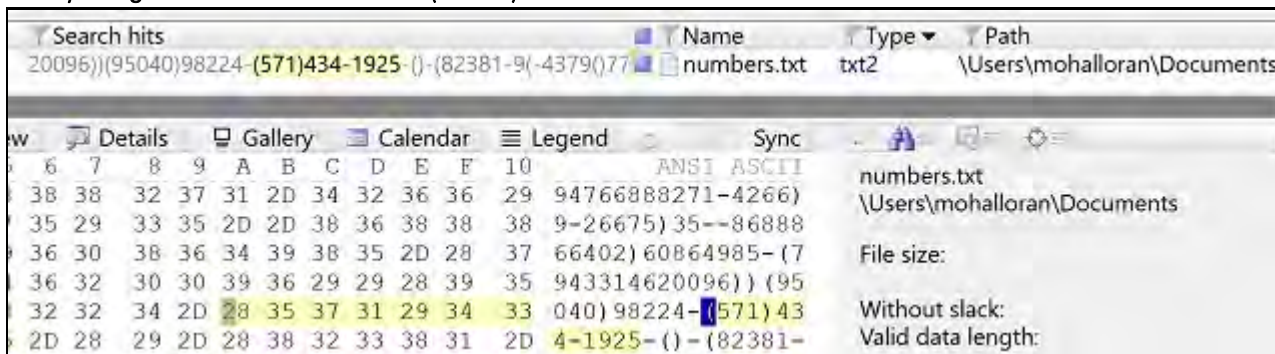 Search hits Name Type Path
20096))(95040)98224-(571)434-1925-()-(82381-9(-4379()77 numbers.txt txt2 \Users\mohalloran\Documents
Details Gallery Calendar Legend Sync
6 7 8 9 A B C D E F 10 ANSI ASCII
38 38 32 37 31 2D 34 32 36 36 29 94766888271-4266)
35 29 33 35 2D 2D 38 36 38 38 38 9-26675)35--86888
36 30 38 36 34 39 38 35 2D 28 37 66402)60864985-(7
36 32 30 30 39 36 29 29 28 39 35 943314620096))(95
32 32 34 2D 28 35 37 31 29 34 33 040)98224-(571)43
2D 28 29 2D 28 38 32 33 38 31 2D 4-1925-()-(82381-
numbers.txt
\Users\mohalloran\Documents
File size:
Without slack:
Valid data length: